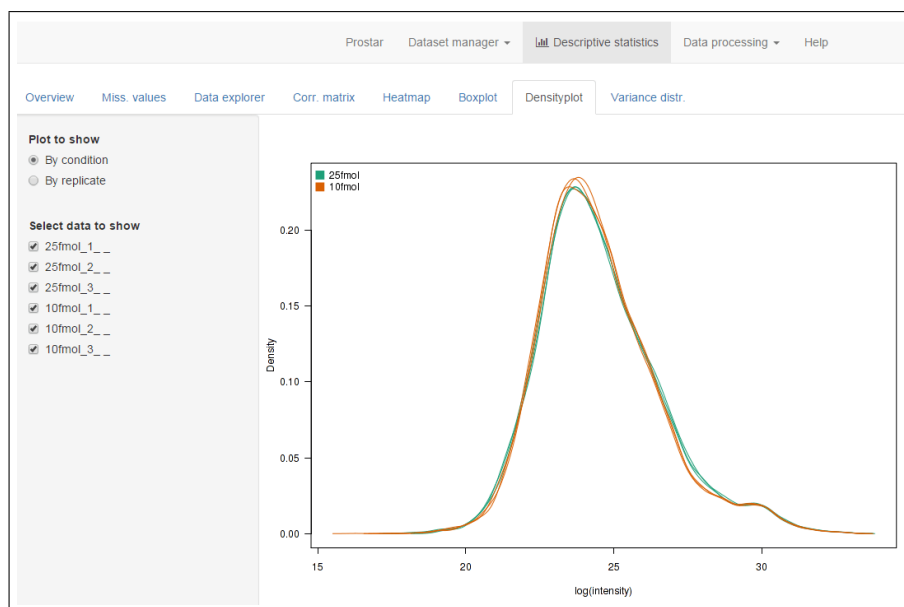 Prostar Dataset manager Descriptive statistics Data processing Help
Overview Miss. values Data explorer Corr. matrix Heatmap Boxplot Densityplot Variance distr.
Plot to show
By condition
By replicate
Select data to show
25fmol_1_ _
25fmol_2_ _
25fmol_3_ _
10fmol_1_ _
10fmol_2_ _
10fmol_3_ _
25fmol
10fmol
Density
0.20
0.15
0.10
0.05
0.00
15 20 25 30
log(intensity)